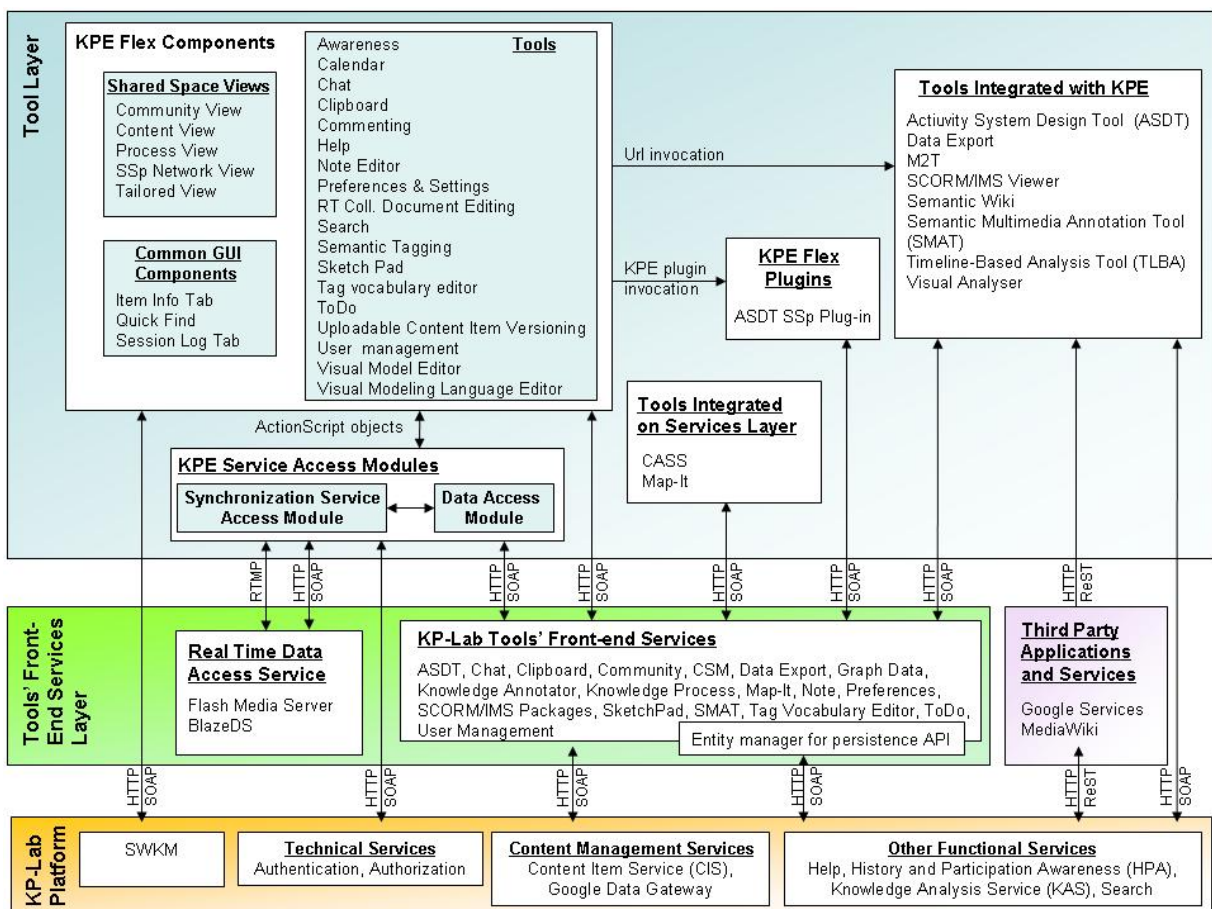 Tool Layer
KPE Flex Components
Shared Space Views
Community View
Content View
Process View
SSp Network View
Tailored View
Common GUI
Components
Item Info Tab
Quick Find
Session Log Tab
Tools
Awareness
Calendar
Chat
Clipboard
Commenting
Help
Note Editor
Preferences & Settings
RT Coll. Document Editing
Search
Semantic Tagging
Sketch Pad
Tag vocabulary editor
ToDo
Uploadable Content Item Versioning
User management
Visual Model Editor
Visual Modeling Language Editor
Url invocation
KPE plugin
invocation
Tools Integrated with KPE
Actiuvity System Design Tool (ASDT)
Data Export
M2T
SCORM/IMS Viewer
Semantic Wiki
Semantic Multimedia Annotation Tool
(SMAT)
Timeline-Based Analysis Tool (TLBA)
Visual Analyser
KPE Flex
Plugins
ASDT SSp Plug-in
Tools Integrated
on Services Layer
CASS
Map-It
ActionScript objects
KPE Service Access Modules
Synchronization Service
Access Module
Data Access
Module
RTMP
HTTP
SOAP
HTTP
SOAP
HTTP
SOAP
HTTP
SOAP
HTTP
SOAP
HTTP
SOAP
HTTP
ReST
Tools' Front-
End Services
Layer
Real Time Data
Access Service
Flash Media Server
BlazeDS
KP-Lab Tools' Front-end Services
ASDT, Chat, Clipboard, Community, CSM, Data Export, Graph Data,
Knowledge Annotator, Knowledge Process, Map-It, Note, Preferences,
SCORM/IMS Packages, SketchPad, SMAT, Tag Vocabulary Editor, ToDo,
User Management
Entity manager for persistence API
Third Party
Applications
and Services
Google Services
MediaWiki
HTTP
SOAP
HTTP
SOAP
HTTP
SOAP
HTTP
SOAP
HTTP
ReST
HTTP
SOAP
KP-Lab
Platform
SWKM
Technical Services
Authentication, Authorization
Content Management Services
Content Item Service (CIS),
Google Data Gateway
Other Functional Services
Help, History and Participation Awareness (HPA),
Knowledge Analysis Service (KAS), Search